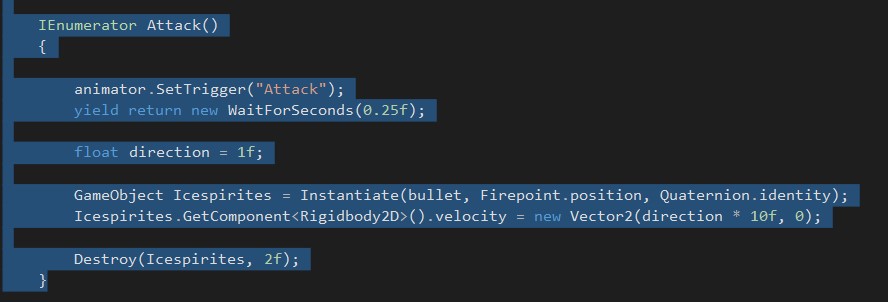 IEnumerator Attack()
{
animator.SetTrigger("Attack");
yield return new WaitForSeconds(0.25f);
float direction = 1f;
GameObject Icespirites = Instantiate(bullet, Firepoint.position, Quaternion.identity);
Icespirites.GetComponent<Rigidbody2D>().velocity = new Vector2(direction * 10f, 0);
Destroy(Icespirites, 2f);
}